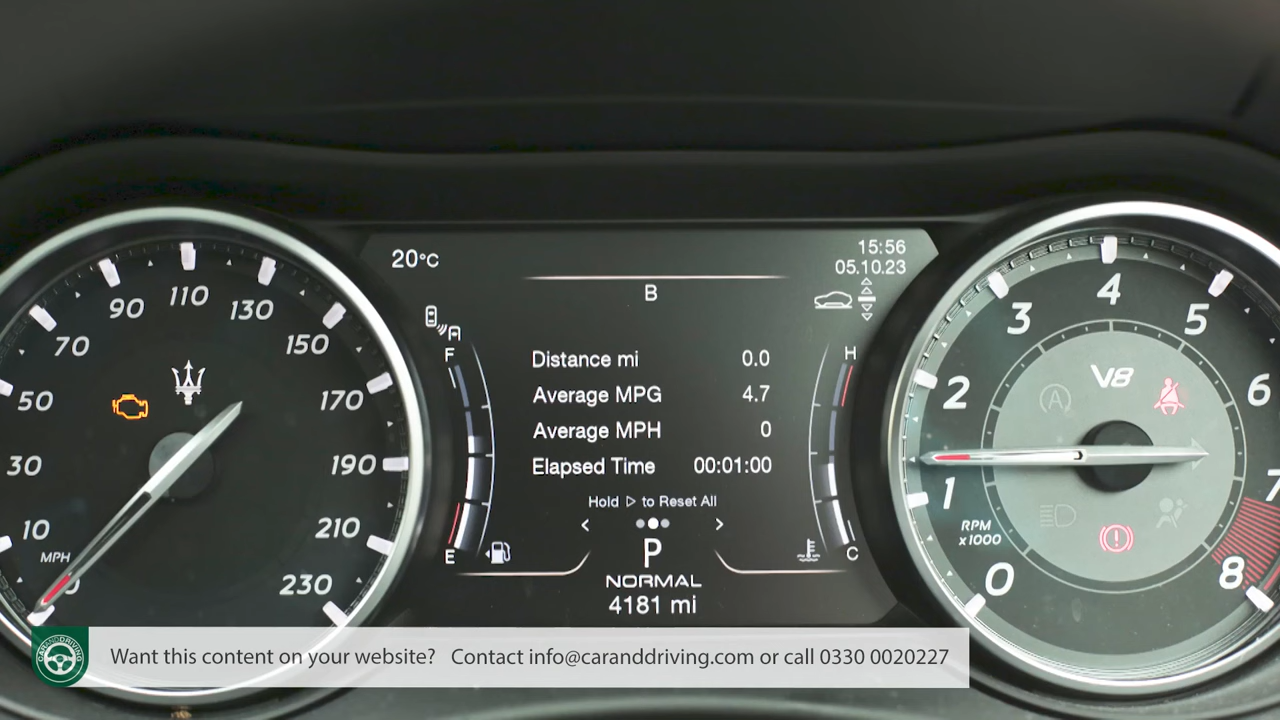 20°C
15:56
05.10.23
B
F
H
Distance mi 0.0
Average MPG 4.7
Average MPH 0
Elapsed Time 00:01:00
Hold ▷ to Reset All
< >
E
C
P
NORMAL
4181 mi
10
30
50
70
90
110
130
150
170
190
210
230
MPH
0
1
2
3
4
5
6
7
8
V8
A
RPM
x1000
CARANDDRIVING
Want this content on your website? Contact info@caranddriving.com or call 0330 0020227